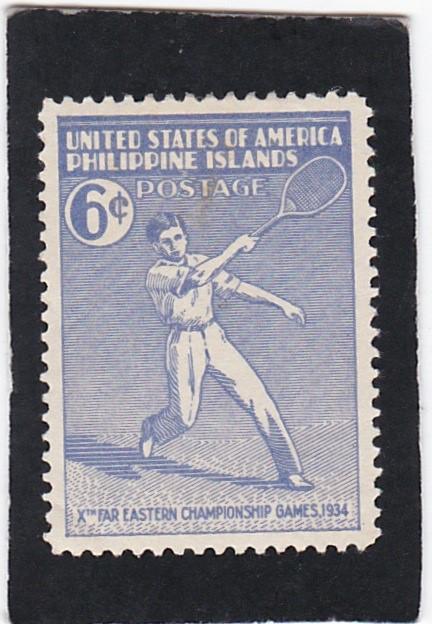 UNITED STATES OF AMERICA
PHILIPPINE ISLANDS
6¢ POSTAGE
XTH FAR EASTERN CHAMPIONSHIP GAMES, 1934